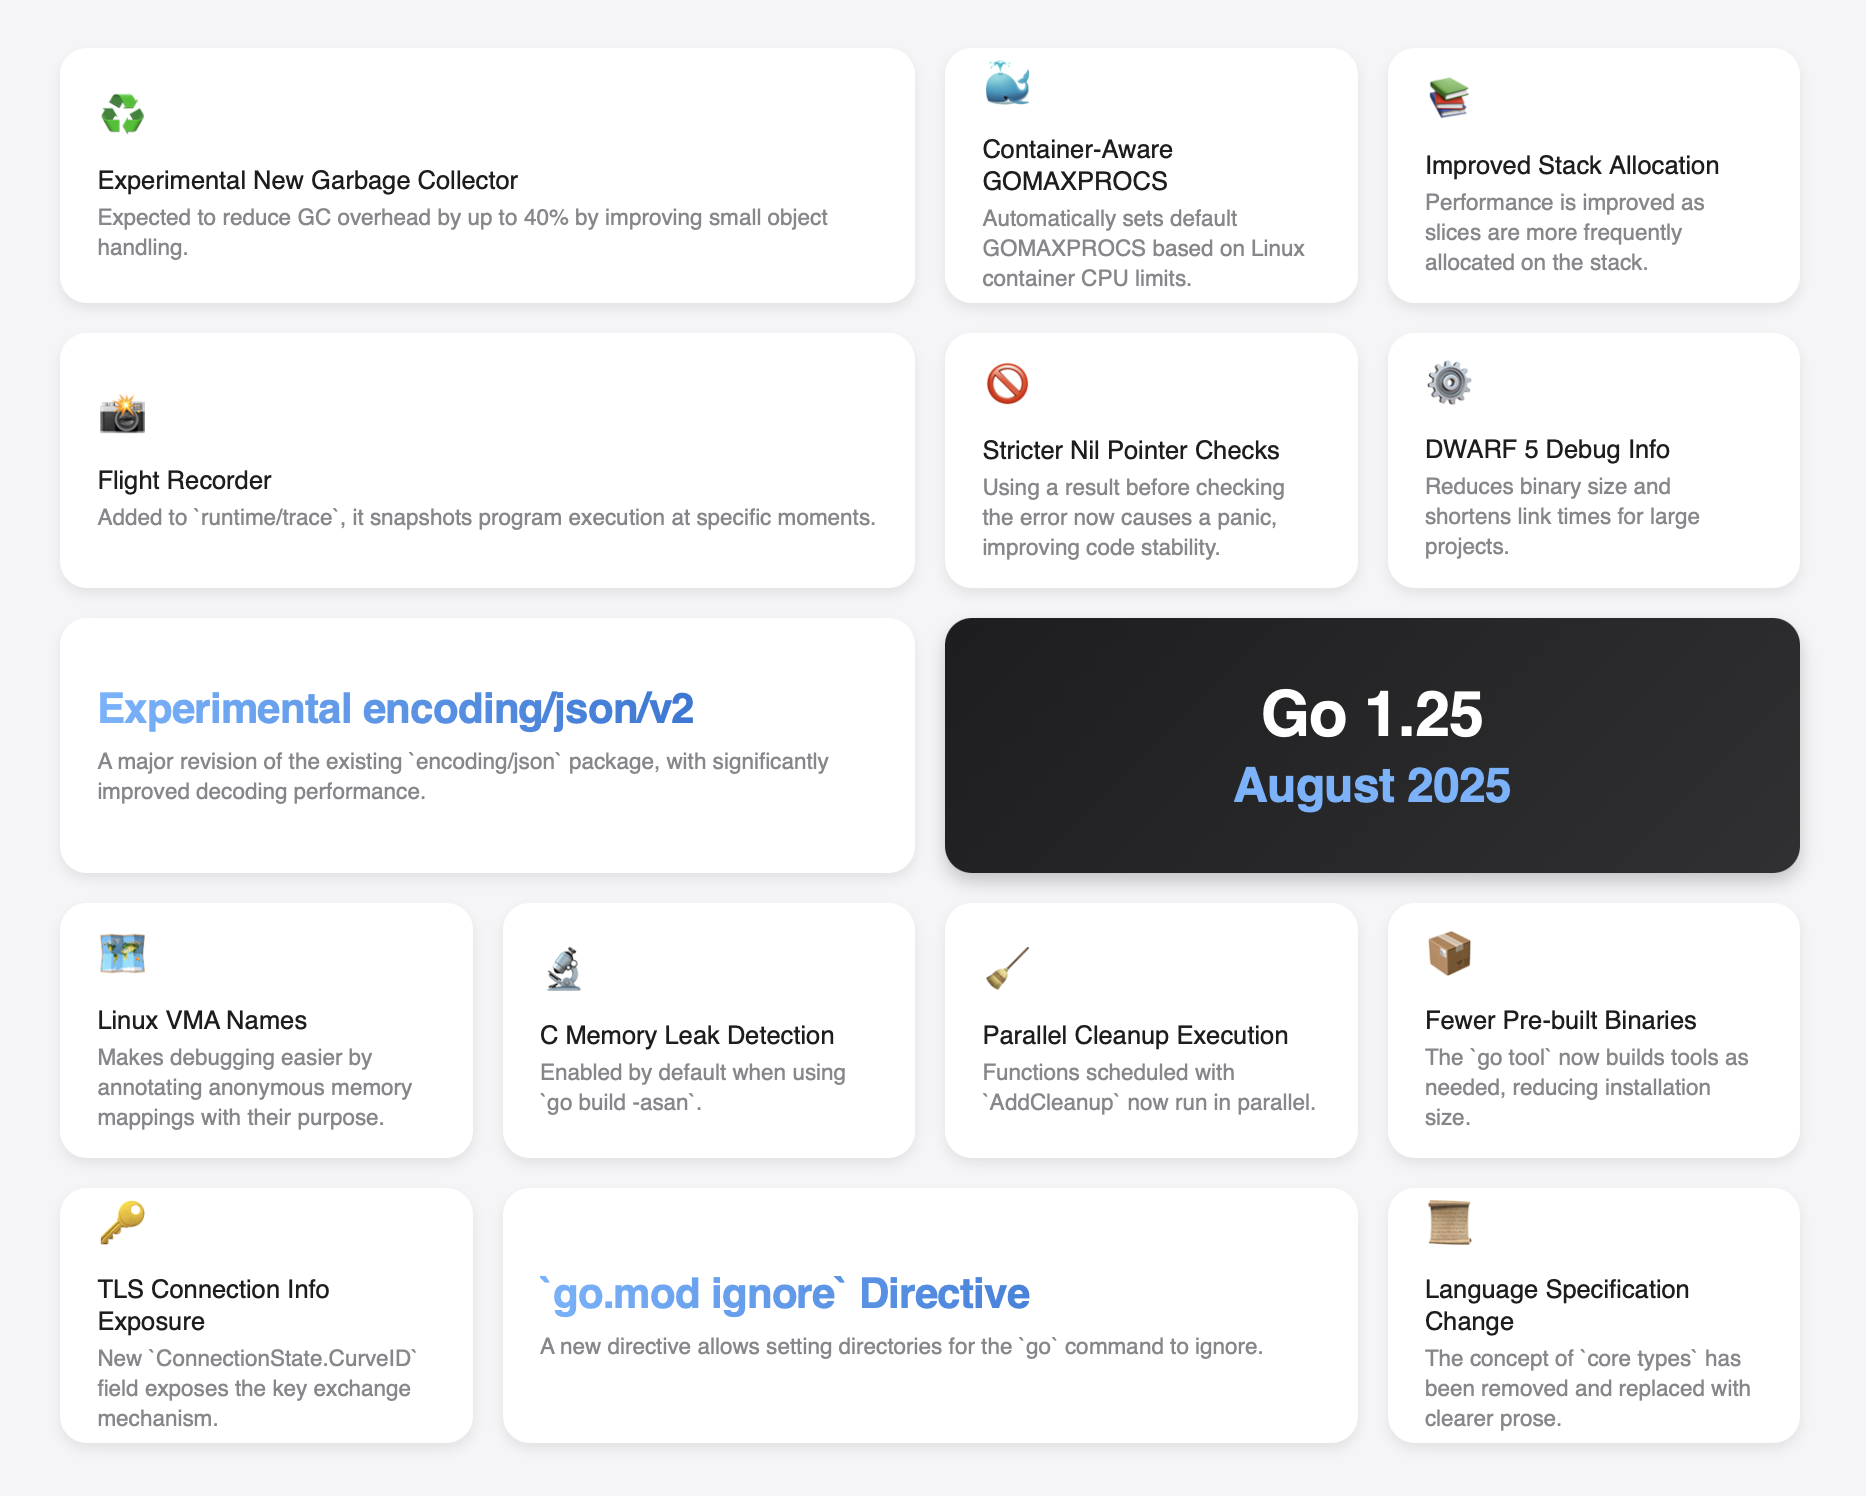 Experimental New Garbage Collector
Expected to reduce GC overhead by up to 40% by improving small object
handling.
Container-Aware
GOMAXPROCS
Automatically sets default
GOMAXPROCS based on Linux
container CPU limits.
Improved Stack Allocation
Performance is improved as
slices are more frequently
allocated on the stack.
Flight Recorder
Added to `runtime/trace`, it snapshots program execution at specific moments.
Stricter Nil Pointer Checks
Using a result before checking
the error now causes a panic,
improving code stability.
DWARF 5 Debug Info
Reduces binary size and
shortens link times for large
projects.
Experimental encoding/json/v2
A major revision of the existing `encoding/json` package, with significantly
improved decoding performance.
Go 1.25
August 2025
Linux VMA Names
Makes debugging easier by
annotating anonymous memory
mappings with their purpose.
C Memory Leak Detection
Enabled by default when using
`go build -asan`.
Parallel Cleanup Execution
Functions scheduled with
`AddCleanup` now run in parallel.
Fewer Pre-built Binaries
The `go tool` now builds tools as
needed, reducing installation
size.
TLS Connection Info
Exposure
New `ConnectionState.CurveID`
field exposes the key exchange
mechanism.
`go.mod ignore` Directive
A new directive allows setting directories for the `go` command to ignore.
Language Specification
Change
The concept of `core types` has
been removed and replaced with
clearer prose.